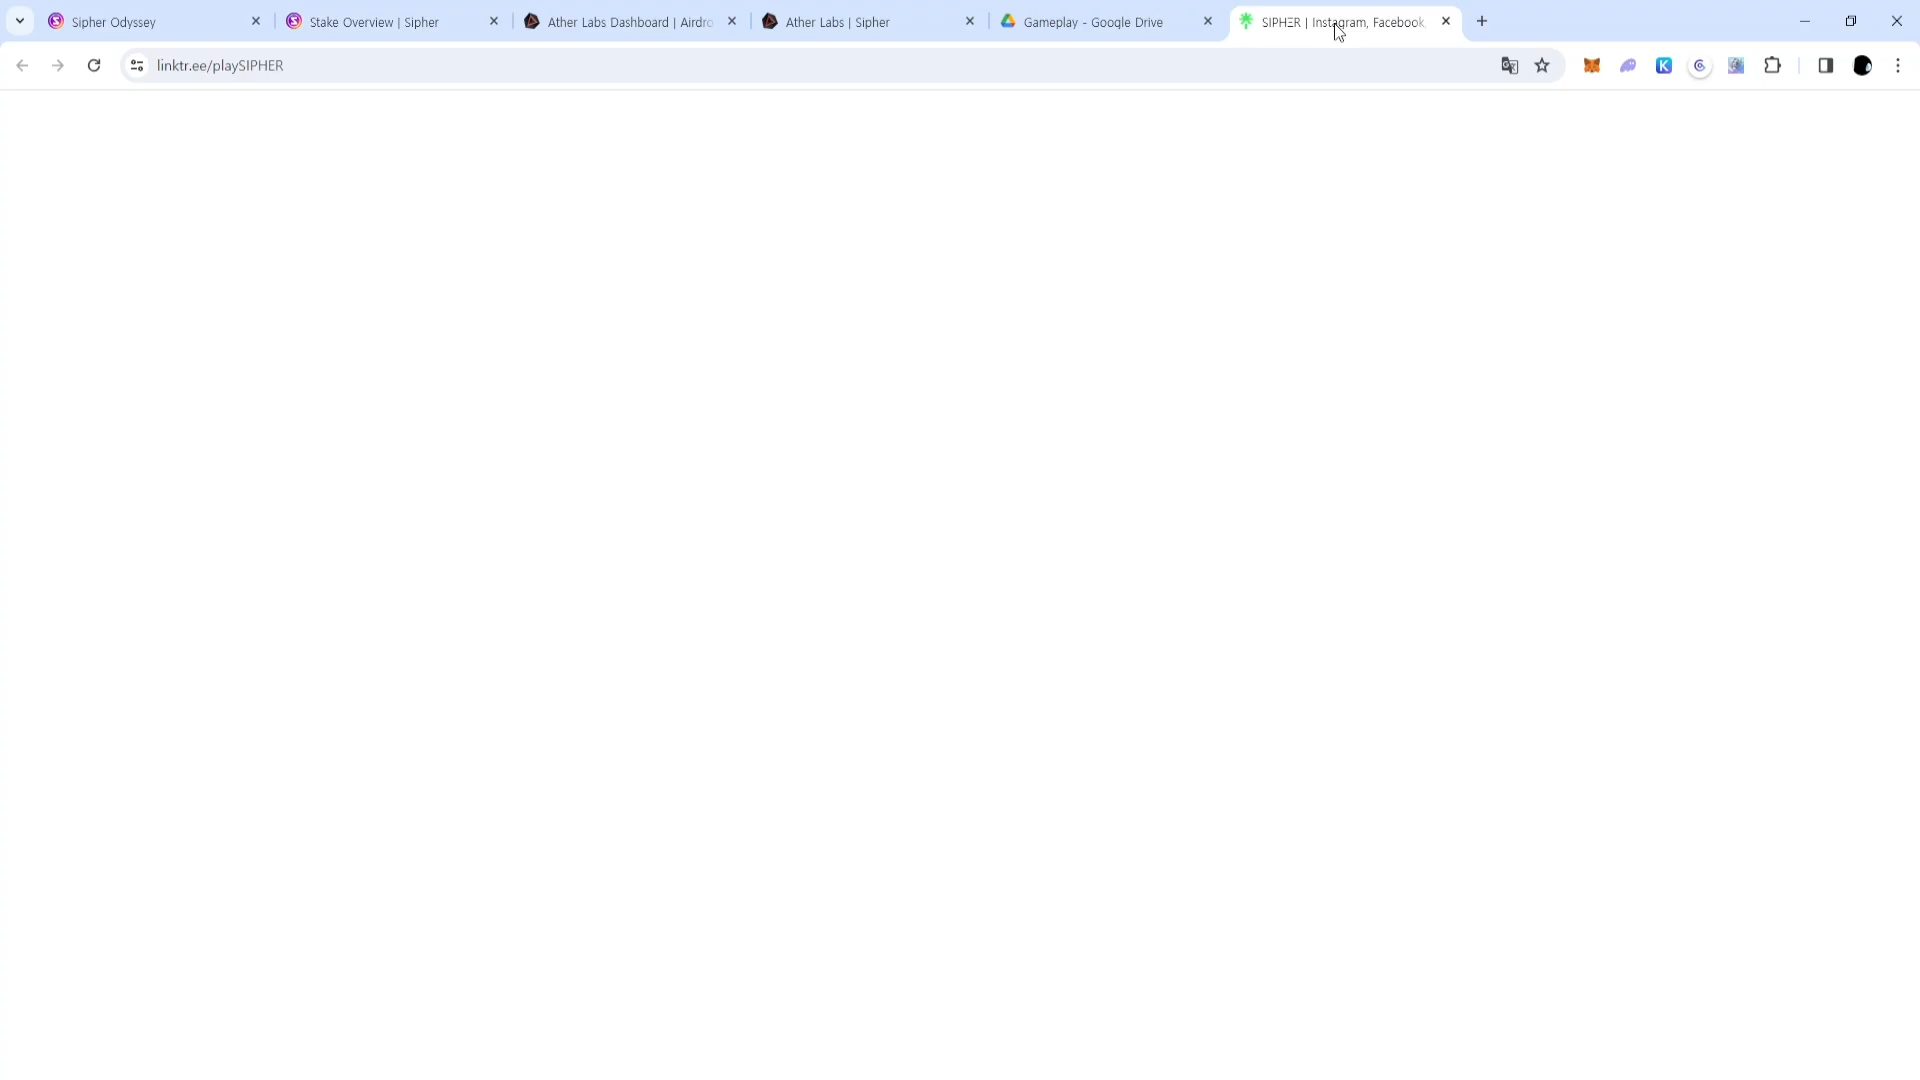 Sipher Odyssey
Stake Overview | Sipher
Ather Labs Dashboard | Airdro
Ather Labs | Sipher
Gameplay - Google Drive
SIPHΞR | Instagram, Facebook
linktr.ee/playSIPHER